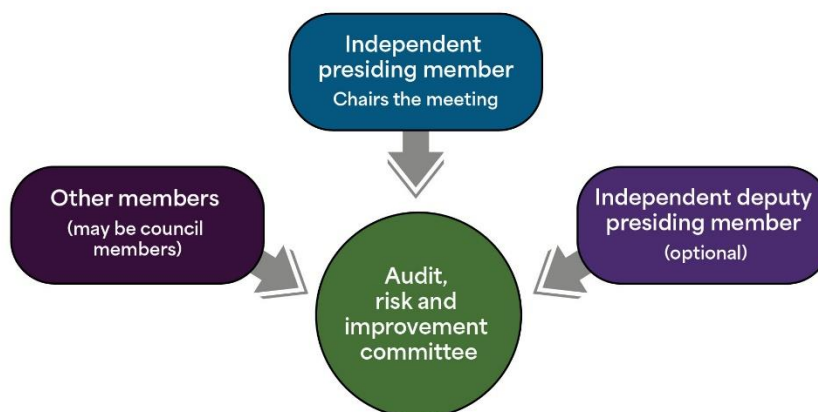 Independent
presiding member
Chairs the meeting
Other members
(may be council
members)
Independent deputy
presiding member
(optional)
Audit,
risk and
improvement
committee